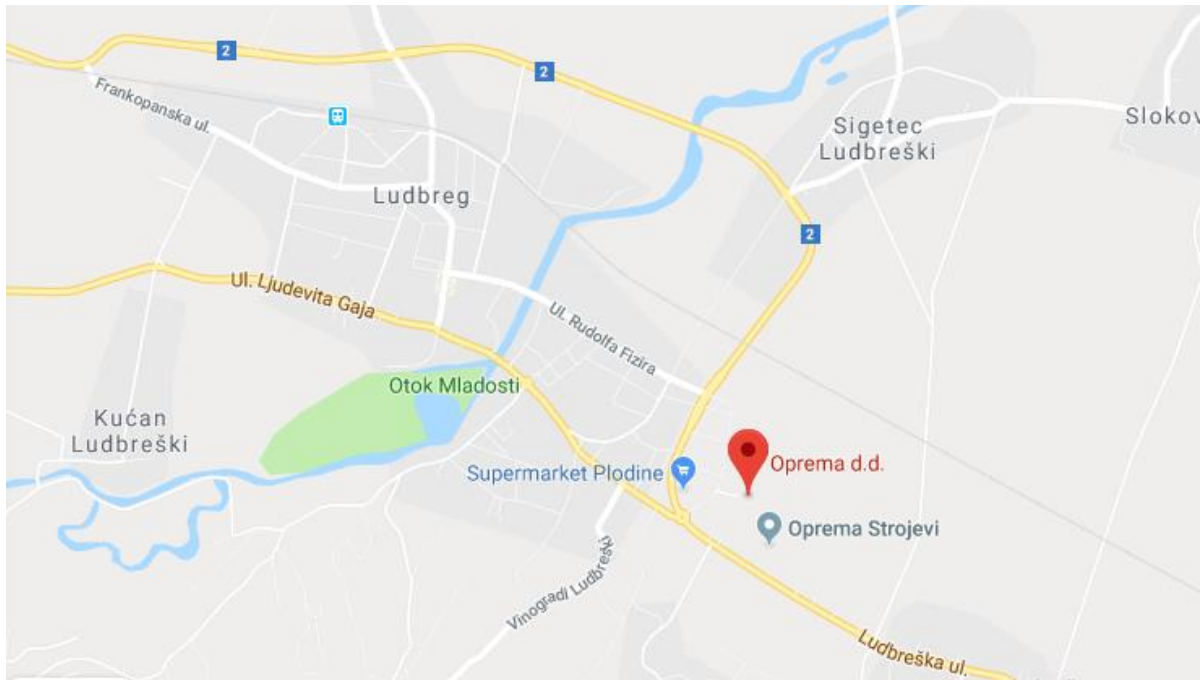 2
2
Frankopanska ul.
Sigetec
Ludbreški
Slokov
Ludbreg
2
Ul. Ljudevita Gaja
Ul. Rudolfa Fizira
Otok Mladosti
Kućan
Ludbreški
Supermarket Plodine
Oprema d.d.
Oprema Strojevi
Vinogradi Ludbreški
Ludbreška ul.